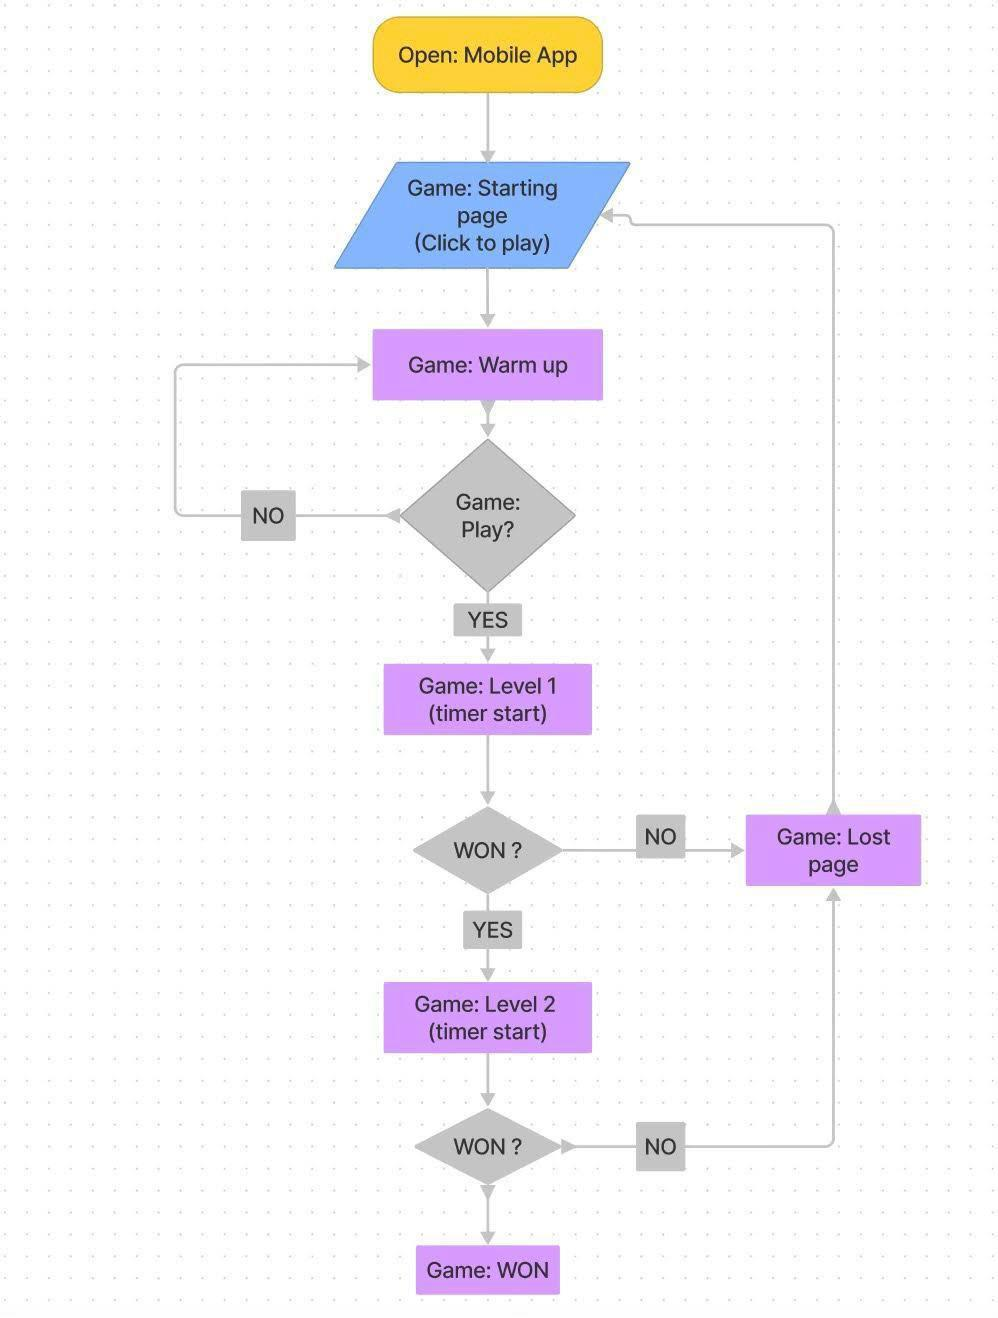 Open: Mobile App
Game: Starting
page
(Click to play)
Game: Warm up
Game:
Play?
NO
YES
Game: Level 1
(timer start)
WON ?
NO
Game: Lost
page
YES
Game: Level 2
(timer start)
WON ?
NO
Game: WON